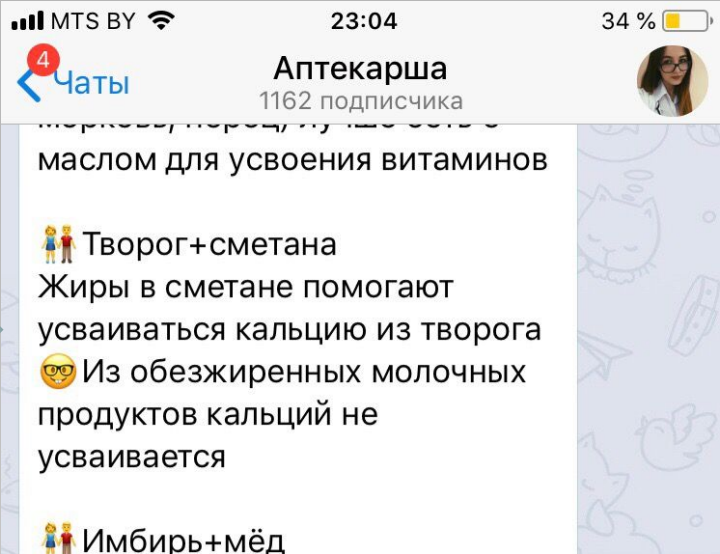 MTS BY 23:04 34 %
4
Чаты
Аптекарша
1162 подписчика
маслом для усвоения витаминов
👫Творог+сметана
Жиры в сметане помогают
усваиваться кальцию из творога
🤓Из обезжиренных молочных
продуктов кальций не
усваивается
👫Имбирь+мёд